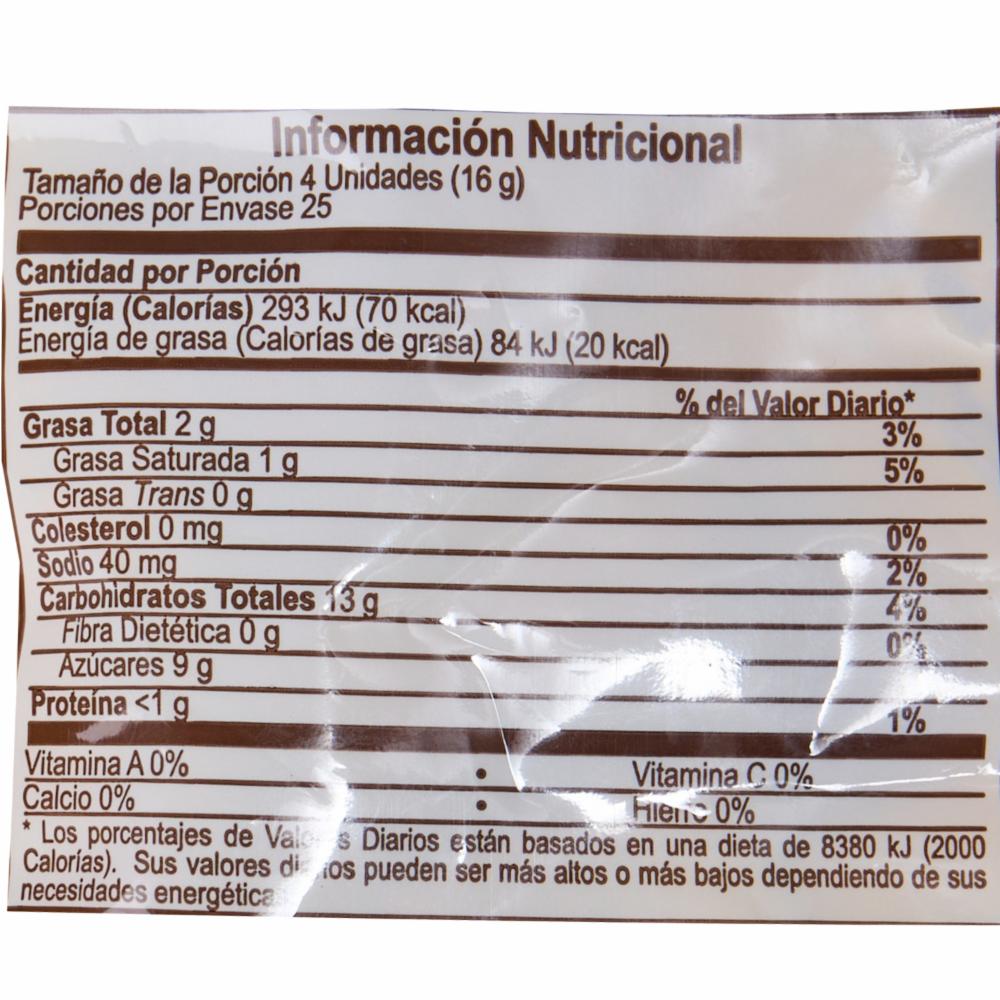 Información Nutricional
Tamaño de la Porción 4 Unidades (16 g)
Porciones por Envase 25
Cantidad por Porción
Energía (Calorías) 293 kJ (70 kcal)
Energía de grasa (Calorías de grasa) 84 kJ (20 kcal)
% del Valor Diario*
Grasa Total 2 g 3%
Grasa Saturada 1 g 5%
Grasa Trans 0 g
Colesterol 0 mg 0%
Sodio 40 mg 2%
Carbohidratos Totales 13 g 4%
Fibra Dietética 0 g 0%
Azúcares 9 g
Proteína <1 g 1%
Vitamina A 0% • Vitamina C 0%
Calcio 0% • Hierro 0%
* Los porcentajes de Valores Diarios están basados en una dieta de 8380 kJ (2000
Calorías). Sus valores diarios pueden ser más altos o más bajos dependiendo de sus
necesidades energéticas